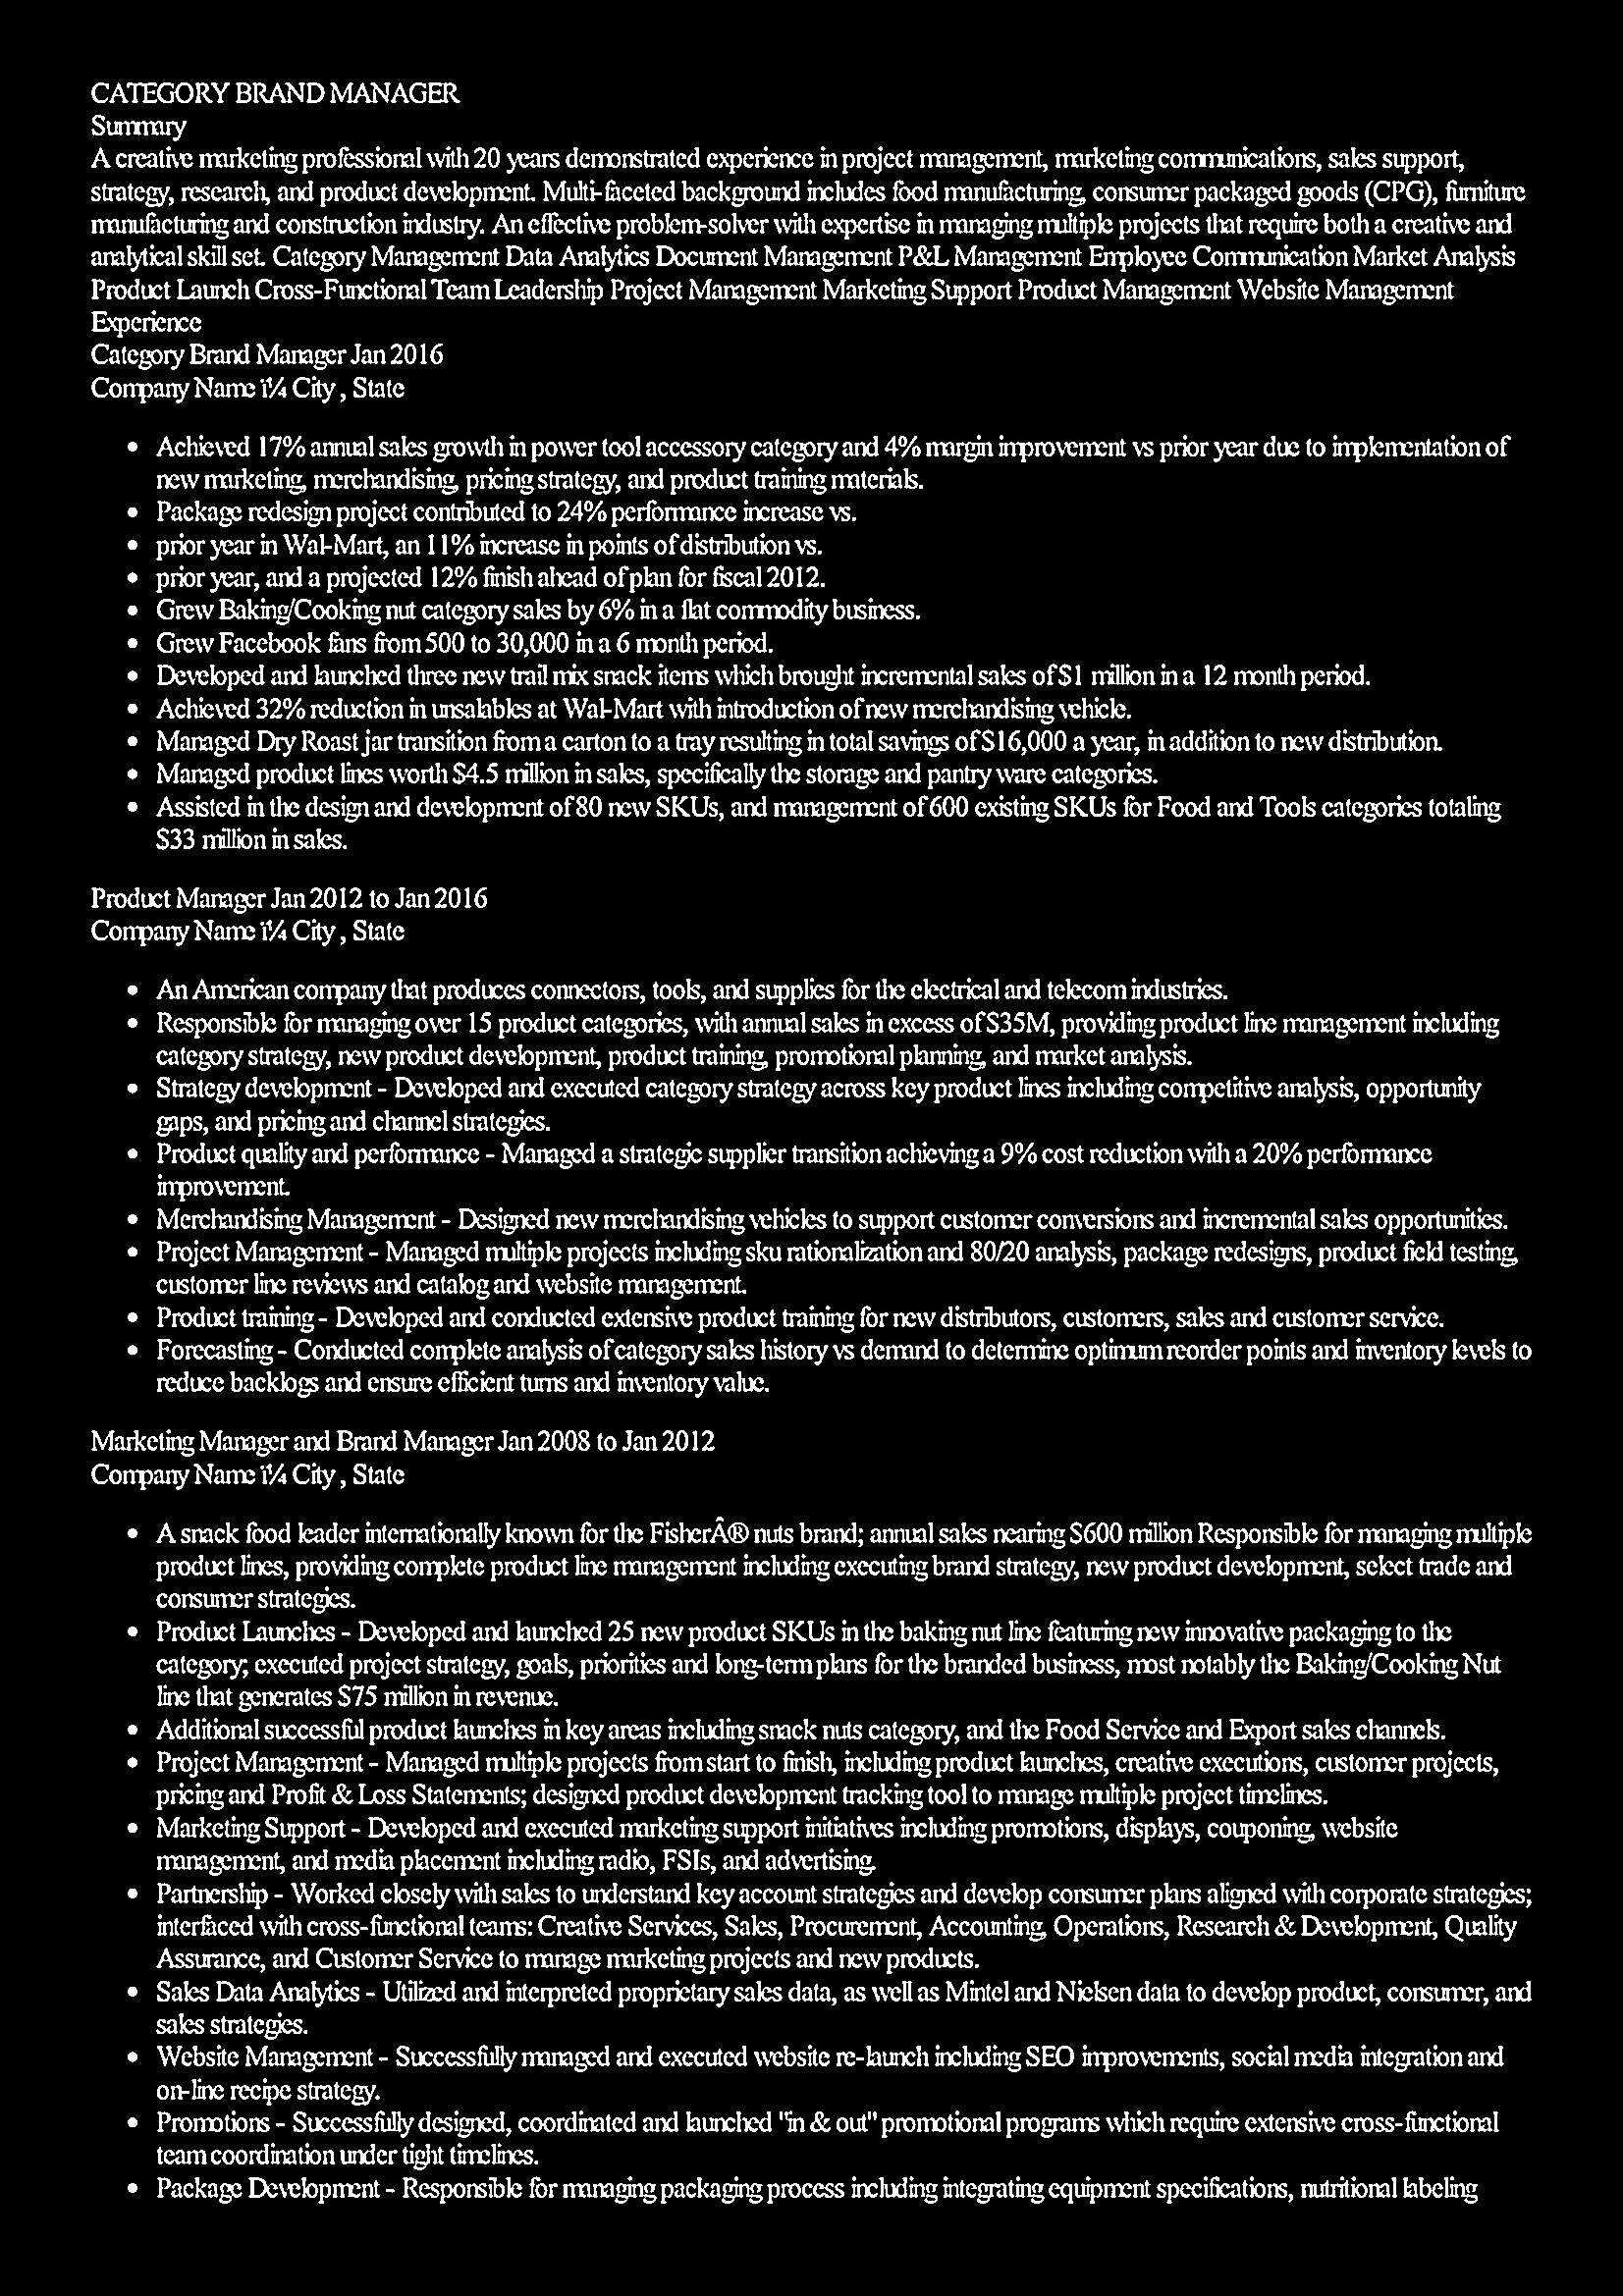 CATEGORY BRAND MANAGER
Summary
A creative marketing professional with 20 years demonstrated experience in project management, marketing communications, sales support,
strategy, research, and product development. Multi-faceted background includes food manufacturing, consumer packaged goods (CPG), furniture
manufacturing and construction industry. An effective problem-solver with expertise in managing multiple projects that require both a creative and
analytical skill set. Category Management Data Analytics Document Management P&L Management Employee Communication Market Analysis
Product Launch Cross-Functional Team Leadership Project Management Marketing Support Product Management Website Management
Experience
Category Brand Manager Jan 2016
Company Name ï¼ City , State
• Achieved 17% annual sales growth in power tool accessory category and 4% margin improvement vs prior year due to implementation of
new marketing, merchandising, pricing strategy, and product training materials.
• Package redesign project contributed to 24% performance increase vs.
• prior year in Wal-Mart, an 11% increase in points of distribution vs.
• prior year, and a projected 12% finish ahead of plan for fiscal 2012.
• Grew Baking/Cooking nut category sales by 6% in a flat commodity business.
• Grew Facebook fans from 500 to 30,000 in a 6 month period.
• Developed and launched three new trail mix snack items which brought incremental sales of $1 million in a 12 month period.
• Achieved 32% reduction in unsalables at Wal-Mart with introduction of new merchandising vehicle.
• Managed Dry Roast jar transition from a carton to a tray resulting in total savings of $16,000 a year, in addition to new distribution.
• Managed product lines worth $4.5 million in sales, specifically the storage and pantry ware categories.
• Assisted in the design and development of 80 new SKUs, and management of 600 existing SKUs for Food and Tools categories totaling
$33 million in sales.
Product Manager Jan 2012 to Jan 2016
Company Name ï¼ City , State
• An American company that produces connectors, tools, and supplies for the electrical and telecom industries.
• Responsible for managing over 15 product categories, with annual sales in excess of $35M, providing product line management including
category strategy, new product development, product training, promotional planning, and market analysis.
• Strategy development - Developed and executed category strategy across key product lines including competitive analysis, opportunity
gaps, and pricing and channel strategies.
• Product quality and performance - Managed a strategic supplier transition achieving a 9% cost reduction with a 20% performance
improvement.
• Merchandising Management - Designed new merchandising vehicles to support customer conversions and incremental sales opportunities.
• Project Management - Managed multiple projects including sku rationalization and 80/20 analysis, package redesigns, product field testing,
customer line reviews and catalog and website management.
• Product training - Developed and conducted extensive product training for new distributors, customers, sales and customer service.
• Forecasting - Conducted complete analysis of category sales history vs demand to determine optimum reorder points and inventory levels to
reduce backlogs and ensure efficient turns and inventory value.
Marketing Manager and Brand Manager Jan 2008 to Jan 2012
Company Name ï¼ City , State
• A snack food leader internationally known for the FisherÂ® nuts brand; annual sales nearing $600 million Responsible for managing multiple
product lines, providing complete product line management including executing brand strategy, new product development, select trade and
consumer strategies.
• Product Launches - Developed and launched 25 new product SKUs in the baking nut line featuring new innovative packaging to the
category; executed project strategy, goals, priorities and long-term plans for the branded business, most notably the Baking/Cooking Nut
line that generates $75 million in revenue.
• Additional successful product launches in key areas including snack nuts category, and the Food Service and Export sales channels.
• Project Management - Managed multiple projects from start to finish, including product launches, creative executions, customer projects,
pricing and Profit & Loss Statements; designed product development tracking tool to manage multiple project timelines.
• Marketing Support - Developed and executed marketing support initiatives including promotions, displays, couponing, website
management, and media placement including radio, FSIs, and advertising.
• Partnership - Worked closely with sales to understand key account strategies and develop consumer plans aligned with corporate strategies;
interfaced with cross-functional teams: Creative Services, Sales, Procurement, Accounting, Operations, Research & Development, Quality
Assurance, and Customer Service to manage marketing projects and new products.
• Sales Data Analytics - Utilized and interpreted proprietary sales data, as well as Mintel and Nielsen data to develop product, consumer, and
sales strategies.
• Website Management - Successfully managed and executed website re-launch including SEO improvements, social media integration and
on-line recipe strategy.
• Promotions - Successfully designed, coordinated and launched "in & out" promotional programs which require extensive cross-functional
team coordination under tight timelines.
• Package Development - Responsible for managing packaging process including integrating equipment specifications, nutritional labeling